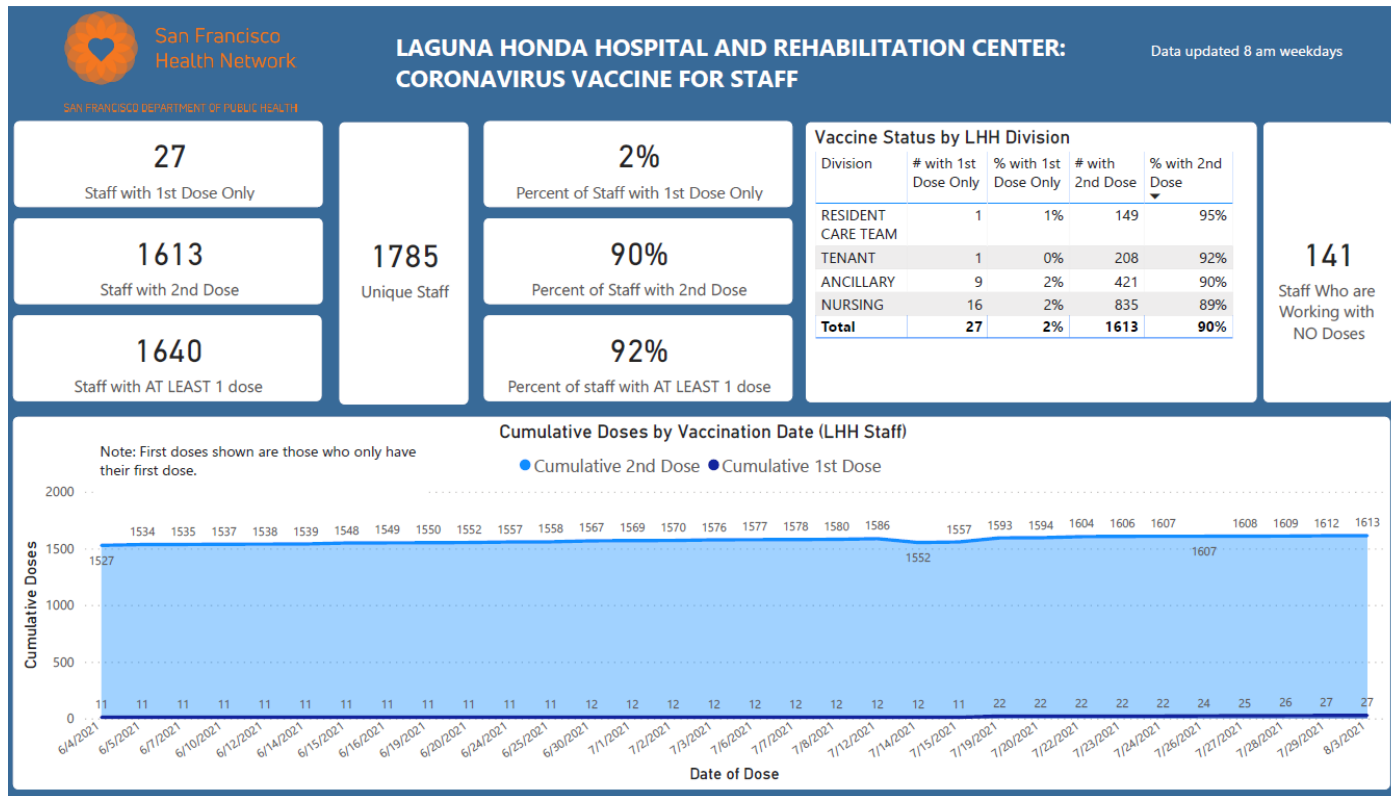 San Francisco
Health Network
SAN FRANCISCO DEPARTMENT OF PUBLIC HEALTH
LAGUNA HONDA HOSPITAL AND REHABILITATION CENTER:
CORONAVIRUS VACCINE FOR STAFF
Data updated 8 am weekdays
27
Staff with 1st Dose Only
1613
Staff with 2nd Dose
1640
Staff with AT LEAST 1 dose
1785
Unique Staff
2%
Percent of Staff with 1st Dose Only
90%
Percent of Staff with 2nd Dose
92%
Percent of staff with AT LEAST 1 dose
Vaccine Status by LHH Division
Division # with 1st Dose Only % with 1st Dose Only # with 2nd Dose % with 2nd Dose
RESIDENT CARE TEAM 1 1% 149 95%
TENANT 1 0% 208 92%
ANCILLARY 9 2% 421 90%
NURSING 16 2% 835 89%
Total 27 2% 1613 90%
141
Staff Who are
Working with
NO Doses
Cumulative Doses by Vaccination Date (LHH Staff)
Note: First doses shown are those who only have
their first dose.
Cumulative 2nd Dose Cumulative 1st Dose
Cumulative Doses
2000
1500
1000
500
0
1527 1534 1535 1537 1538 1539 1548 1549 1550 1552 1557 1558 1567 1569 1570 1576 1577 1578 1580 1586 1552 1557 1593 1594 1604 1606 1607 1607 1608 1609 1612 1613
11 11 11 11 11 11 11 11 11 11 11 11 12 12 12 12 12 12 12 12 12 11 22 22 22 22 22 24 25 26 27 27
6/4/2021 6/5/2021 6/7/2021 6/10/2021 6/12/2021 6/14/2021 6/15/2021 6/16/2021 6/19/2021 6/20/2021 6/24/2021 6/25/2021 6/30/2021 7/1/2021 7/2/2021 7/3/2021 7/6/2021 7/7/2021 7/8/2021 7/12/2021 7/14/2021 7/15/2021 7/19/2021 7/20/2021 7/22/2021 7/23/2021 7/24/2021 7/26/2021 7/27/2021 7/28/2021 7/29/2021 8/3/2021
Date of Dose